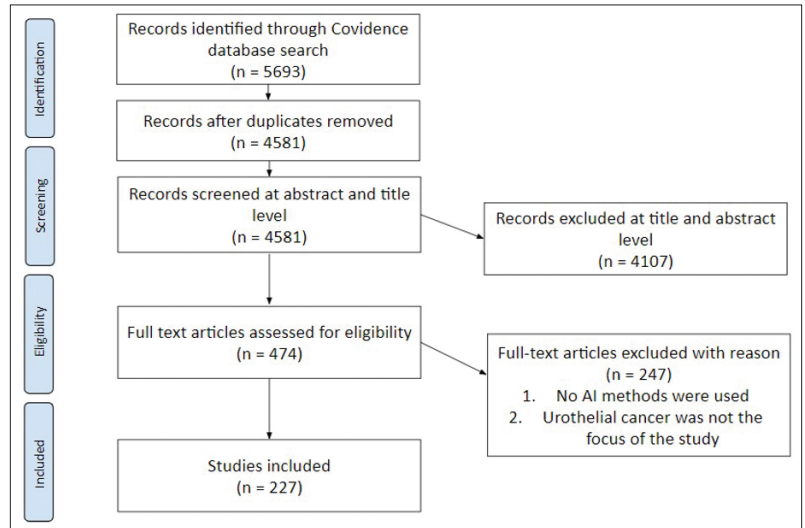 Identification
Records identified through Covidence
database search
(n = 5693)
Records after duplicates removed
(n = 4581)
Screening
Records screened at abstract and title
level
(n = 4581)
Records excluded at title and abstract
level
(n = 4107)
Eligibility
Full text articles assessed for eligibility
(n = 474)
Full-text articles excluded with reason
(n = 247)
1. No AI methods were used
2. Urothelial cancer was not the
focus of the study
Included
Studies included
(n = 227)